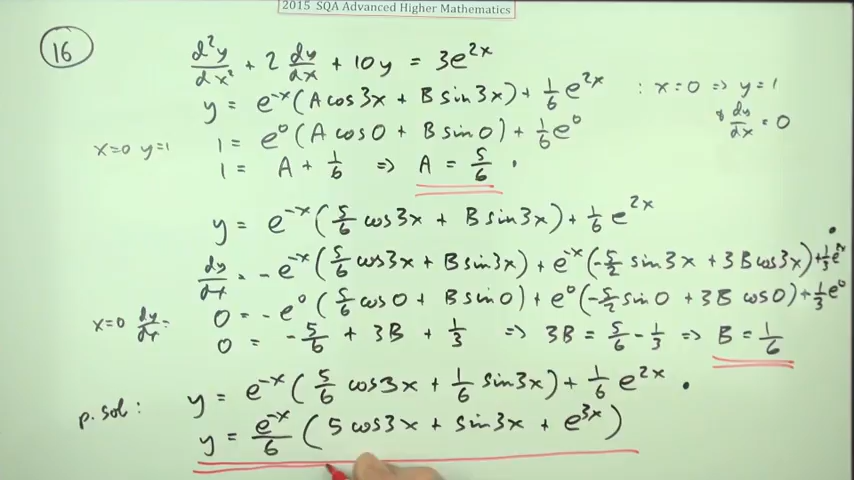 2015 SQA Advanced Higher Mathematics
16
d²y/dx² + 2 dy/dx + 10y = 3e^2x
y = e^-x (A cos 3x + B sin 3x) + 1/6 e^2x : x=0 => y=1
& dy/dx = 0
x=0 y=1 1 = e^0 (A cos 0 + B sin 0) + 1/6 e^0
1 = A + 1/6 => A = 5/6 .
y = e^-x (5/6 cos 3x + B sin 3x) + 1/6 e^2x
dy/dx = -e^-x (5/6 cos 3x + B sin 3x) + e^-x (-5/2 sin 3x + 3B cos 3x) + 1/3 e^2x
x=0 dy/dx = 0 = -e^0 (5/6 cos 0 + B sin 0) + e^0 (-5/2 sin 0 + 3B cos 0) + 1/3 e^0
0 = -5/6 + 3B + 1/3 => 3B = 5/6 - 1/3 => B = 1/6
p. sol : y = e^-x (5/6 cos 3x + 1/6 sin 3x) + 1/6 e^2x .
y = e^-x/6 (5 cos 3x + sin 3x + e^3x)